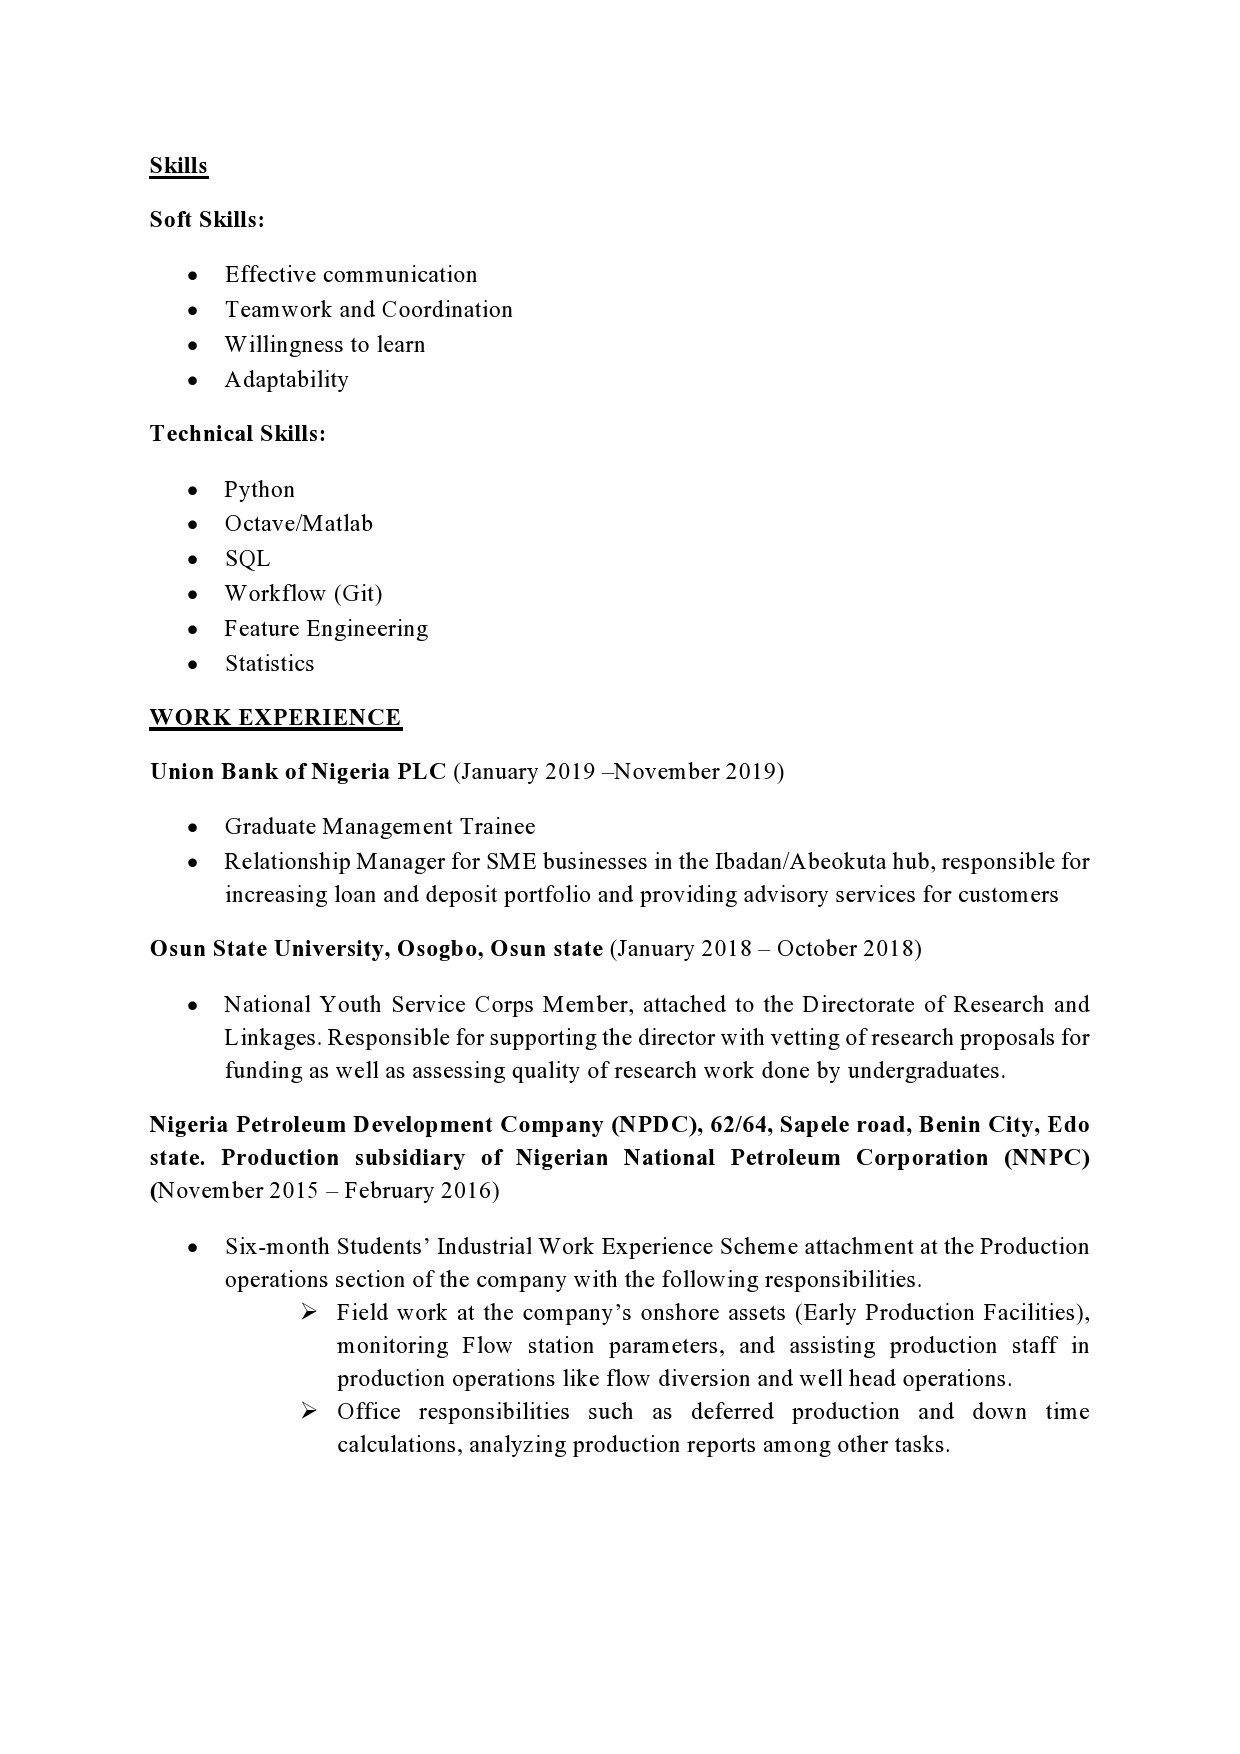 Skills
Soft Skills:
• Effective communication
• Teamwork and Coordination
• Willingness to learn
• Adaptability
Technical Skills:
• Python
• Octave/Matlab
• SQL
• Workflow (Git)
• Feature Engineering
• Statistics
WORK EXPERIENCE
Union Bank of Nigeria PLC (January 2019 –November 2019)
• Graduate Management Trainee
• Relationship Manager for SME businesses in the Ibadan/Abeokuta hub, responsible for
increasing loan and deposit portfolio and providing advisory services for customers
Osun State University, Osogbo, Osun state (January 2018 – October 2018)
• National Youth Service Corps Member, attached to the Directorate of Research and
Linkages. Responsible for supporting the director with vetting of research proposals for
funding as well as assessing quality of research work done by undergraduates.
Nigeria Petroleum Development Company (NPDC), 62/64, Sapele road, Benin City, Edo
state. Production subsidiary of Nigerian National Petroleum Corporation (NNPC)
(November 2015 – February 2016)
• Six-month Students’ Industrial Work Experience Scheme attachment at the Production
operations section of the company with the following responsibilities.
➢ Field work at the company’s onshore assets (Early Production Facilities),
monitoring Flow station parameters, and assisting production staff in
production operations like flow diversion and well head operations.
➢ Office responsibilities such as deferred production and down time
calculations, analyzing production reports among other tasks.